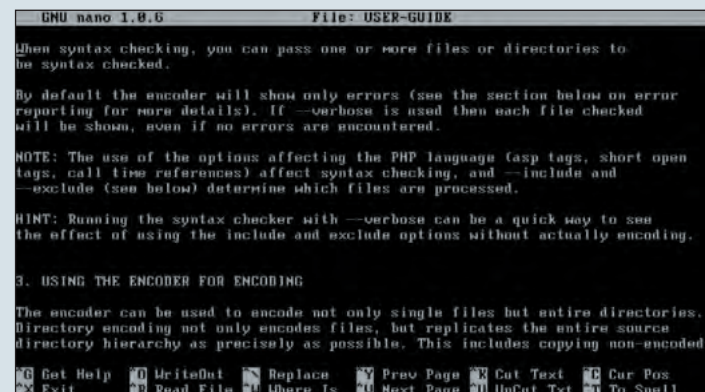 GNU nano 1.0.6 File: USER-GUIDE
When syntax checking, you can pass one or more files or directories to
be syntax checked.
By default the encoder will show only errors (see the section below on error
reporting for more details). If --verbose is used then each file checked
will be shown, even if no errors are encountered.
NOTE: The use of the options affecting the PHP language (asp tags, short open
tags, call time references) affect syntax checking, and --include and
--exclude (see below) determine which files are processed.
HINT: Running the syntax checker with --verbose can be a quick way to see
the effect of using the include and exclude options without actually encoding.
3. USING THE ENCODER FOR ENCODING
The encoder can be used to encode not only single files but entire directories.
Directory encoding not only encodes files, but replicates the entire source
directory hierarchy as precisely as possible. This includes copying non-encoded
^G Get Help ^O WriteOut ^\ Replace ^Y Prev Page ^K Cut Text ^C Cur Pos
^X Exit ^R Read File ^W Where Is ^V Next Page ^U UnCut Txt ^T To Spell